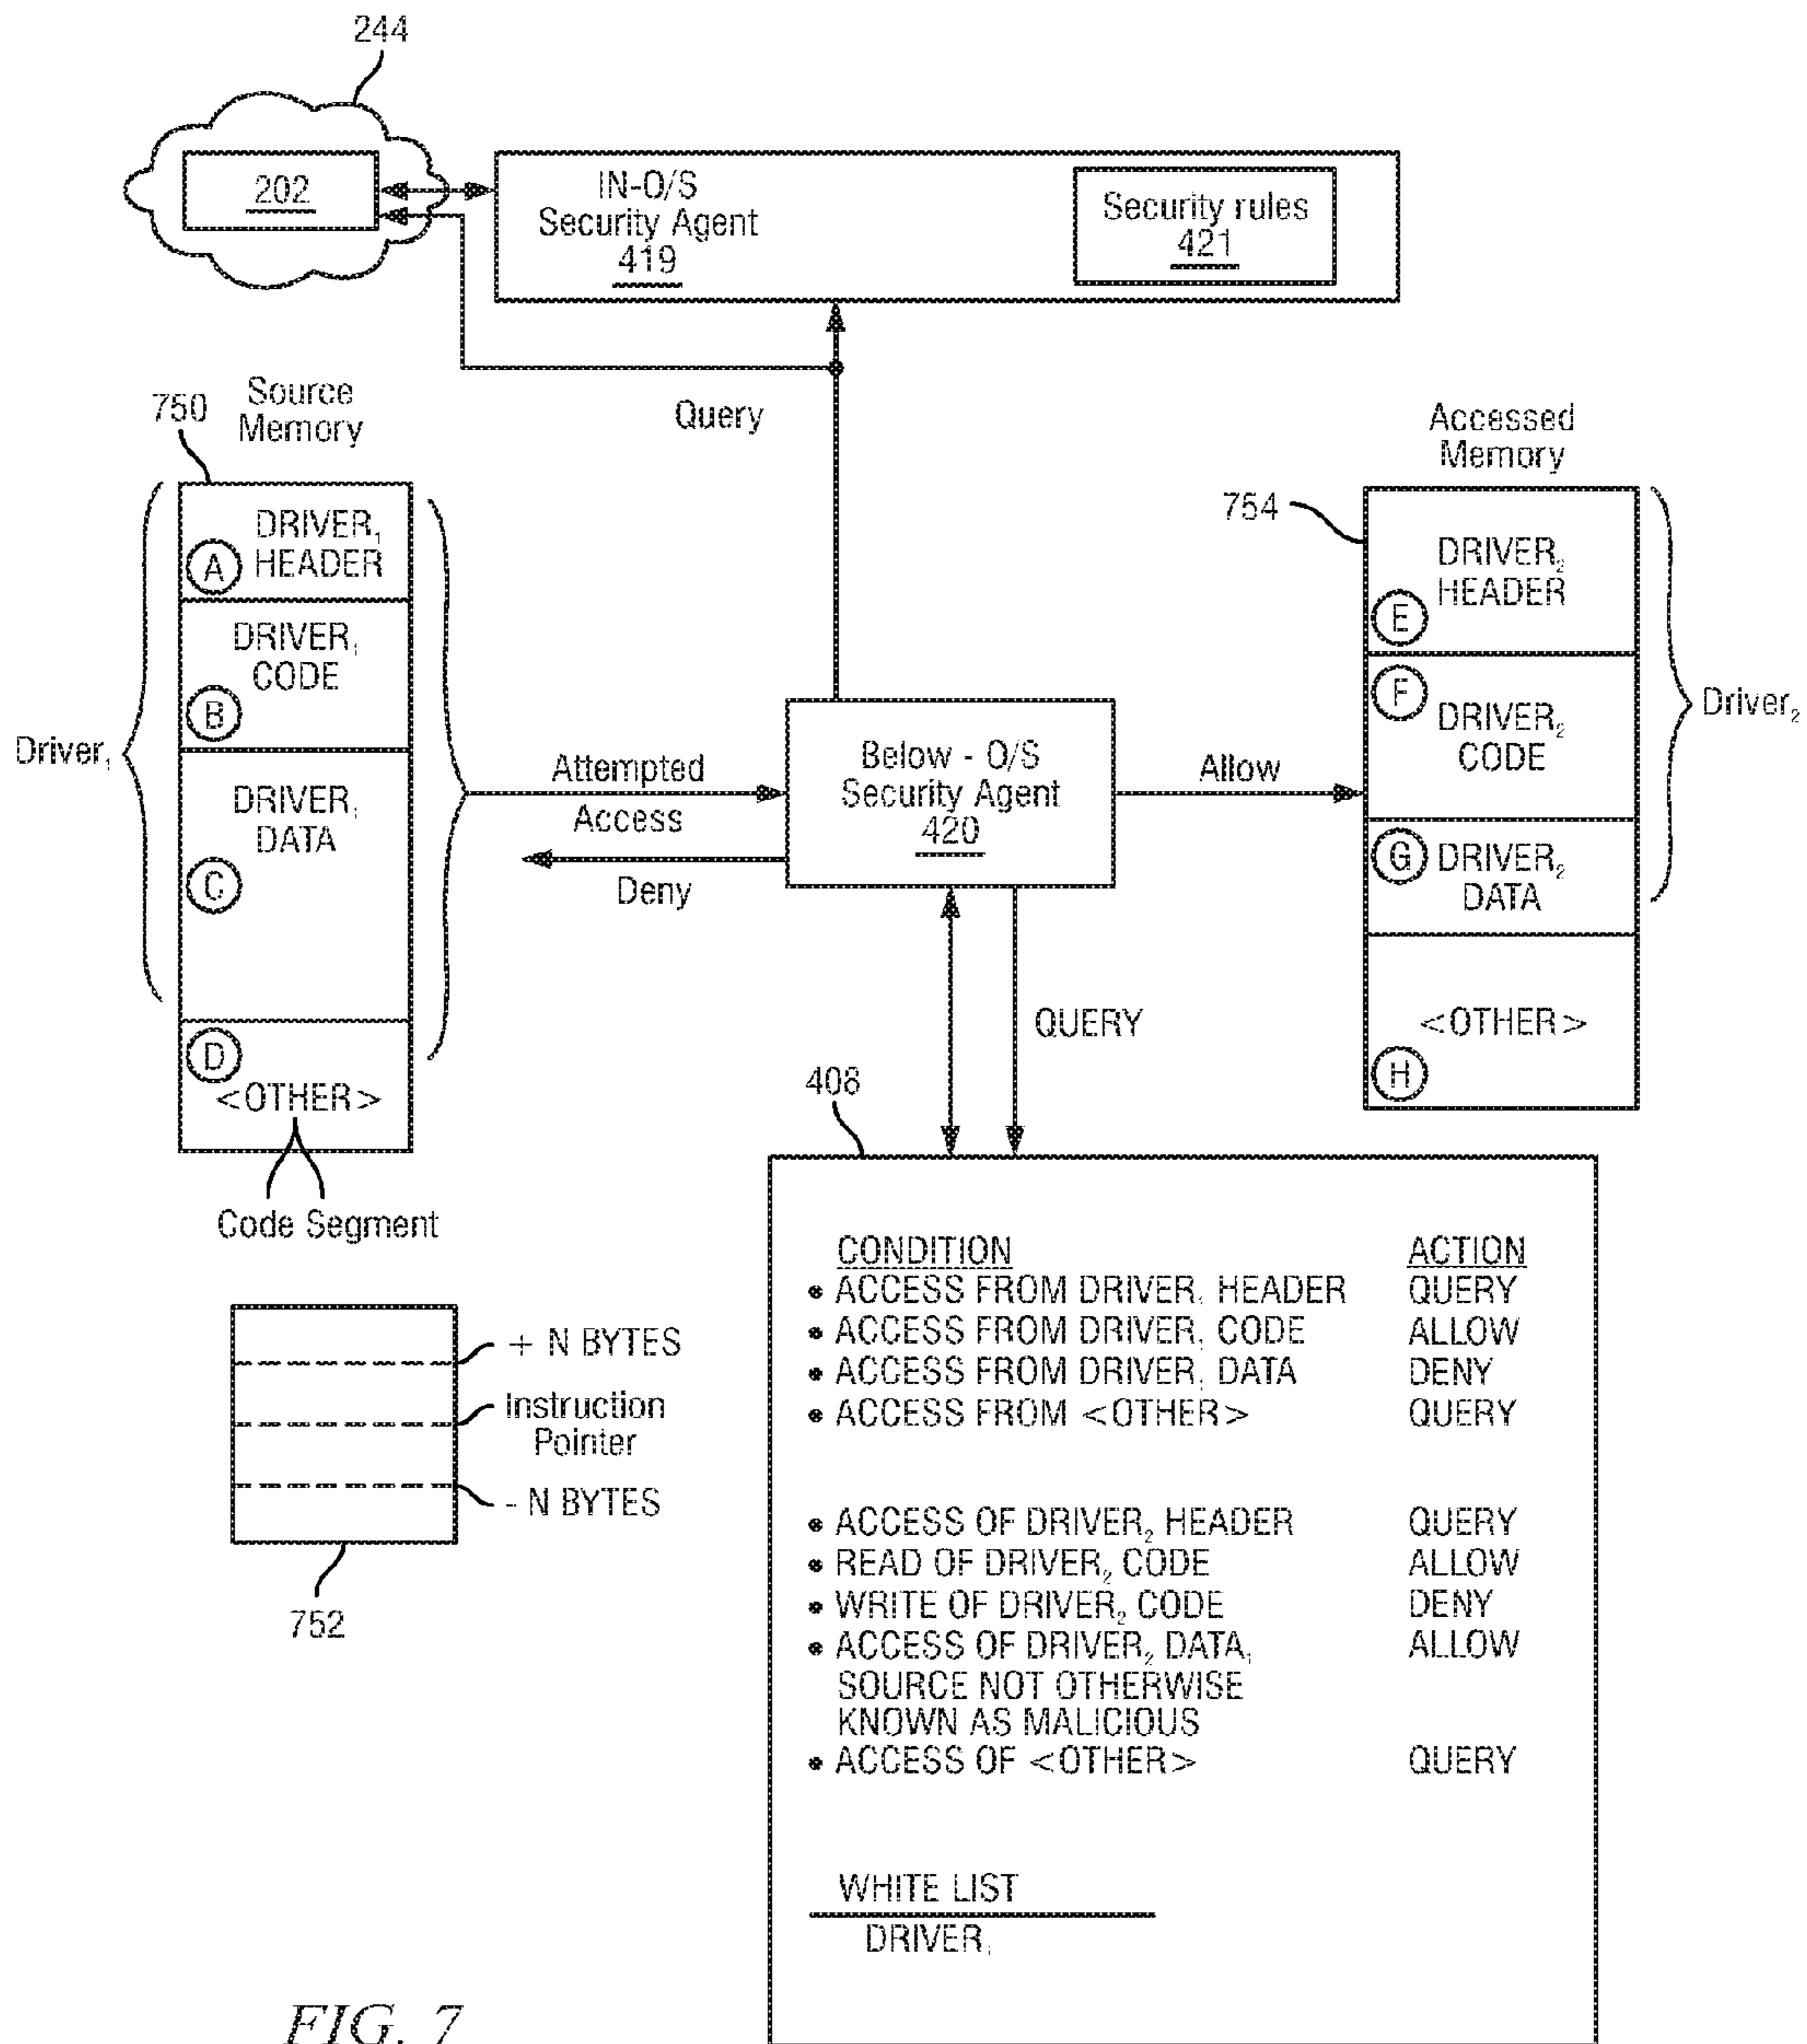 244
202
IN-O/S
Security Agent
419
Security rules
421
Query
750
Source
Memory
Accessed
Memory
754
Driver₁
DRIVER₁
HEADER
A
DRIVER₁
CODE
B
DRIVER₁
DATA
C
D
<OTHER>
Code Segment
Attempted
Access
Deny
Below - O/S
Security Agent
420
Allow
DRIVER₂
HEADER
E
F
DRIVER₂
CODE
G
DRIVER₂
DATA
<OTHER>
H
Driver₂
QUERY
408
+ N BYTES
Instruction
Pointer
- N BYTES
752
CONDITION ACTION
• ACCESS FROM DRIVER₁ HEADER QUERY
• ACCESS FROM DRIVER₁ CODE ALLOW
• ACCESS FROM DRIVER₁ DATA DENY
• ACCESS FROM <OTHER> QUERY
• ACCESS OF DRIVER₂ HEADER QUERY
• READ OF DRIVER₂ CODE ALLOW
• WRITE OF DRIVER₂ CODE DENY
• ACCESS OF DRIVER₂ DATA, ALLOW
SOURCE NOT OTHERWISE
KNOWN AS MALICIOUS
• ACCESS OF <OTHER> QUERY
WHITE LIST
DRIVER₁
FIG. 7